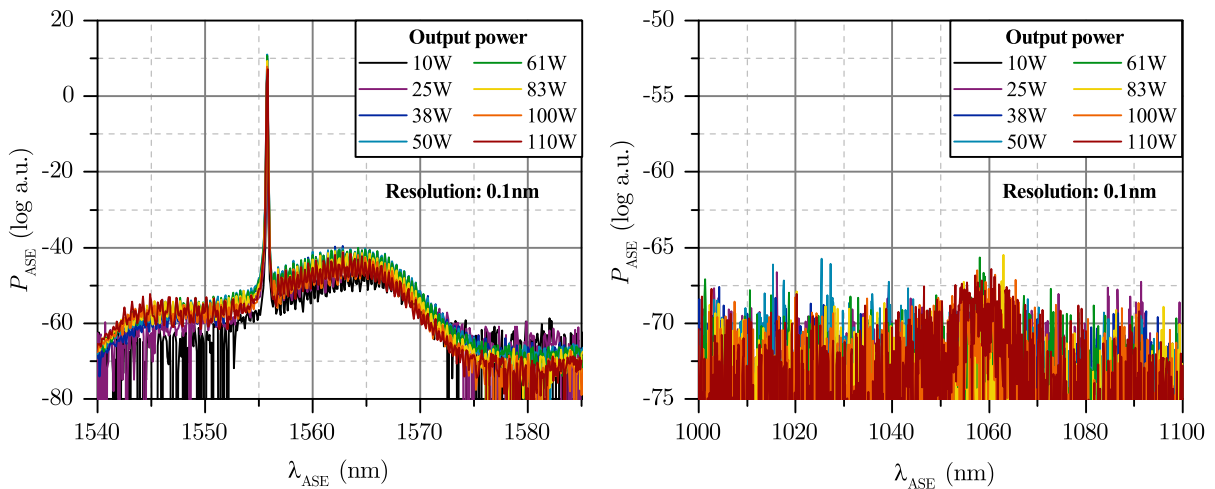 20
0
-20
-40
-60
-80
P_ASE (log a.u.)
Output power
10W 61W
25W 83W
38W 100W
50W 110W
Resolution: 0.1nm
1540 1550 1560 1570 1580
λ_ASE (nm)
-50
-55
-60
-65
-70
-75
P_ASE (log a.u.)
Output power
10W 61W
25W 83W
38W 100W
50W 110W
Resolution: 0.1nm
1000 1020 1040 1060 1080 1100
λ_ASE (nm)